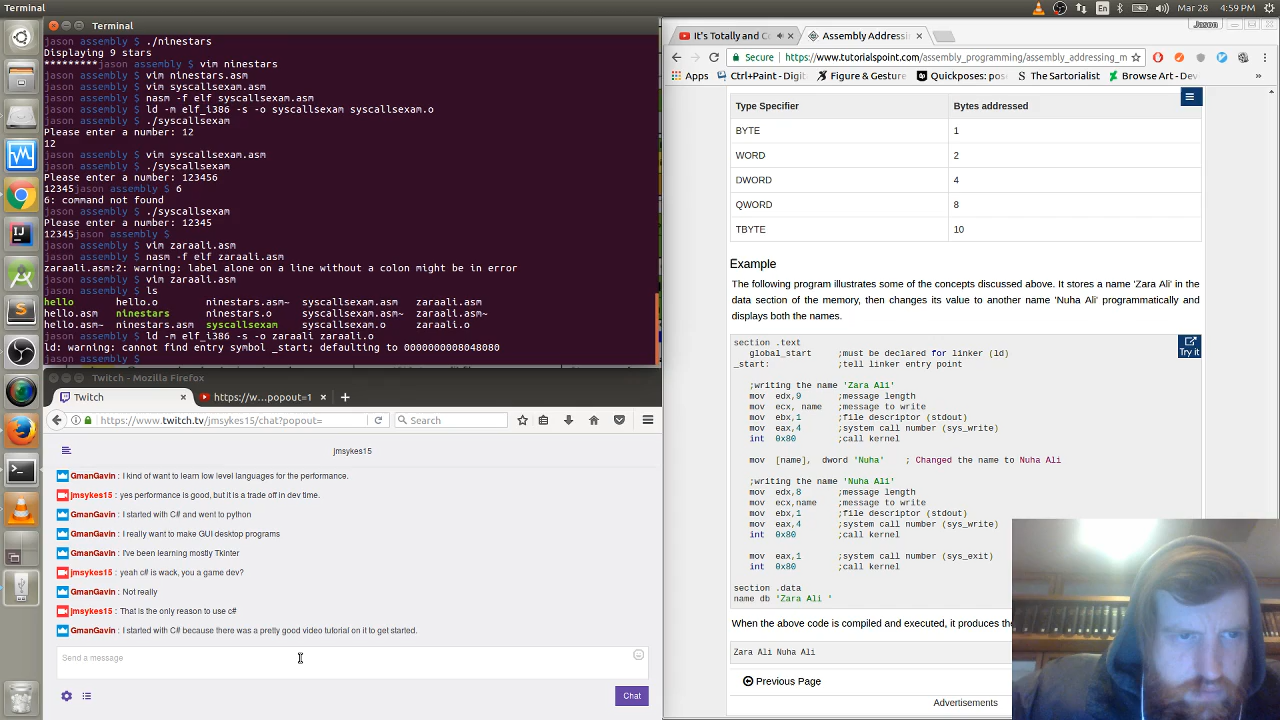 Terminal
En
Mar 28
4:59 PM
Terminal
jason assembly $ ./ninestars
Displaying 9 stars
*********jason assembly $ vim ninestars
jason assembly $ vim ninestars.asm
jason assembly $ vim syscallsexam.asm
jason assembly $ nasm -f elf syscallsexam.asm
jason assembly $ ld -m elf_i386 -s -o syscallsexam syscallsexam.o
jason assembly $ ./syscallsexam
Please enter a number: 12
12
jason assembly $ vim syscallsexam.asm
jason assembly $ ./syscallsexam
Please enter a number: 123456
12345jason assembly $ 6
6: command not found
jason assembly $ ./syscallsexam
Please enter a number: 12345
12345jason assembly $
jason assembly $ vim zaraali.asm
jason assembly $ nasm -f elf zaraali.asm
zaraali.asm:2: warning: label alone on a line without a colon might be in error
jason assembly $ vim zaraali.asm
jason assembly $ ls
hello hello.o ninestars.asm~ syscallsexam.asm zaraali.asm
hello.asm ninestars ninestars.o syscallsexam.asm~ zaraali.asm~
hello.asm~ ninestars.asm syscallsexam syscallsexam.o zaraali.o
jason assembly $ ld -m elf_i386 -s -o zaraali zaraali.o
ld: warning: cannot find entry symbol _start; defaulting to 0000000008048080
jason assembly $
Twitch - Mozilla Firefox
Twitch
https://w...popout=1
https://www.twitch.tv/jmsykes15/chat?popout=
Search
jmsykes15
GmanGavin : I kind of want to learn low level languages for the performance.
jmsykes15 : yes performance is good, but it is a trade off in dev time.
GmanGavin : I started with C# and went to python
GmanGavin : I really want to make GUI desktop programs
GmanGavin : I've been learning mostly Tkinter
jmsykes15 : yeah c# is wack, you a game dev?
GmanGavin : Not really
jmsykes15 : That is the only reason to use c#
GmanGavin : I started with C# because there was a pretty good video tutorial on it to get started.
Send a message
Chat
Jason
It's Totally and C
Assembly Addressi
Secure
https://www.tutorialspoint.com/assembly_programming/assembly_addressing_m
Apps
Ctrl+Paint - Digit
Figure & Gesture
Quickposes: pos
The Sartorialist
Browse Art - Dev
Type Specifier Bytes addressed
BYTE 1
WORD 2
DWORD 4
QWORD 8
TBYTE 10
Example
The following program illustrates some of the concepts discussed above. It stores a name 'Zara Ali' in the
data section of the memory, then changes its value to another name 'Nuha Ali' programmatically and
displays both the names.
Try it
section .text
global_start ;must be declared for linker (ld)
_start: ;tell linker entry point
;writing the name 'Zara Ali'
mov edx,9 ;message length
mov ecx, name ;message to write
mov ebx,1 ;file descriptor (stdout)
mov eax,4 ;system call number (sys_write)
int 0x80 ;call kernel
mov [name], dword 'Nuha' ; Changed the name to Nuha Ali
;writing the name 'Nuha Ali'
mov edx,8 ;message length
mov ecx,name ;message to write
mov ebx,1 ;file descriptor (stdout)
mov eax,4 ;system call number (sys_write)
int 0x80 ;call kernel
mov eax,1 ;system call number (sys_exit)
int 0x80 ;call kernel
section .data
name db 'Zara Ali '
When the above code is compiled and executed, it produces the
Zara Ali Nuha Ali
Previous Page
Advertisements